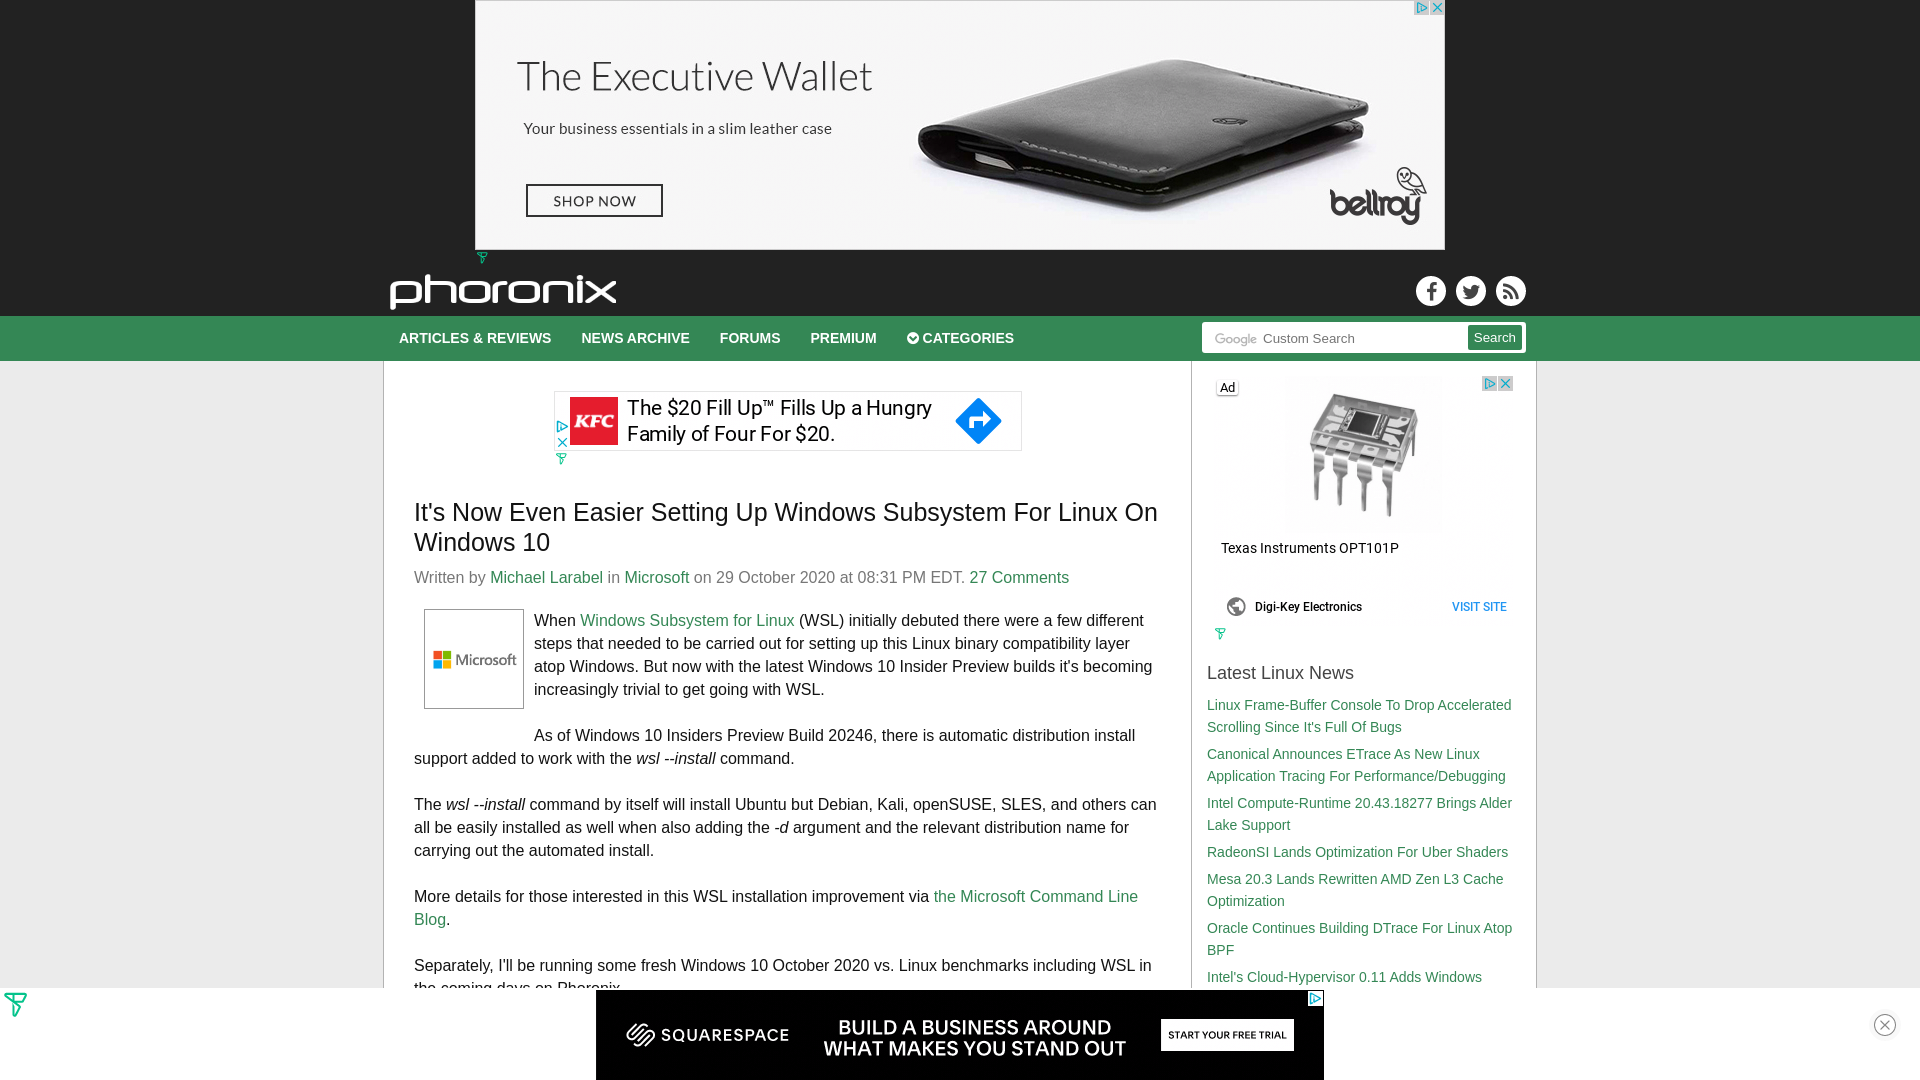 The Executive Wallet
Your business essentials in a slim leather case
SHOP NOW
bellroy
phoronix
ARTICLES & REVIEWS
NEWS ARCHIVE
FORUMS
PREMIUM
CATEGORIES
Google Custom Search
Search
KFC
The $20 Fill Up™ Fills Up a Hungry
Family of Four For $20.
It's Now Even Easier Setting Up Windows Subsystem For Linux On
Windows 10
Written by Michael Larabel in Microsoft on 29 October 2020 at 08:31 PM EDT. 27 Comments
Microsoft
When Windows Subsystem for Linux (WSL) initially debuted there were a few different
steps that needed to be carried out for setting up this Linux binary compatibility layer
atop Windows. But now with the latest Windows 10 Insider Preview builds it's becoming
increasingly trivial to get going with WSL.
As of Windows 10 Insiders Preview Build 20246, there is automatic distribution install
support added to work with the wsl --install command.
The wsl --install command by itself will install Ubuntu but Debian, Kali, openSUSE, SLES, and others can
all be easily installed as well when also adding the -d argument and the relevant distribution name for
carrying out the automated install.
More details for those interested in this WSL installation improvement via the Microsoft Command Line
Blog.
Separately, I'll be running some fresh Windows 10 October 2020 vs. Linux benchmarks including WSL in
the coming days on Phoronix.
Ad
Texas Instruments OPT101P
Digi-Key Electronics
VISIT SITE
Latest Linux News
Linux Frame-Buffer Console To Drop Accelerated
Scrolling Since It's Full Of Bugs
Canonical Announces ETrace As New Linux
Application Tracing For Performance/Debugging
Intel Compute-Runtime 20.43.18277 Brings Alder
Lake Support
RadeonSI Lands Optimization For Uber Shaders
Mesa 20.3 Lands Rewritten AMD Zen L3 Cache
Optimization
Oracle Continues Building DTrace For Linux Atop
BPF
Intel's Cloud-Hypervisor 0.11 Adds Windows
SQUARESPACE
BUILD A BUSINESS AROUND
WHAT MAKES YOU STAND OUT
START YOUR FREE TRIAL